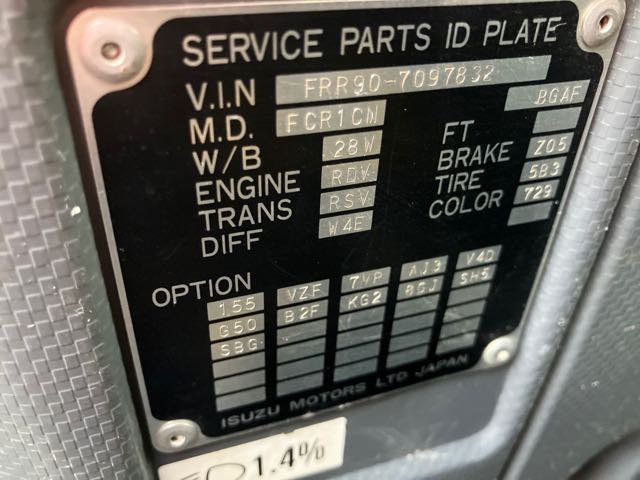 SERVICE PARTS ID PLATE
V.I.N FRR90-7097832
M.D. FCR1CN BGAF
W/B .28W FT
ENGINE RDV BRAKE Z05
TRANS RSV TIRE 5B3
DIFF W4E COLOR 729
OPTION 155 VZF 7VP AJ3 V4D
G50 B2F KG2 8GJ SH5
SBG
ISUZU MOTORS LTD JAPAN
1.4%